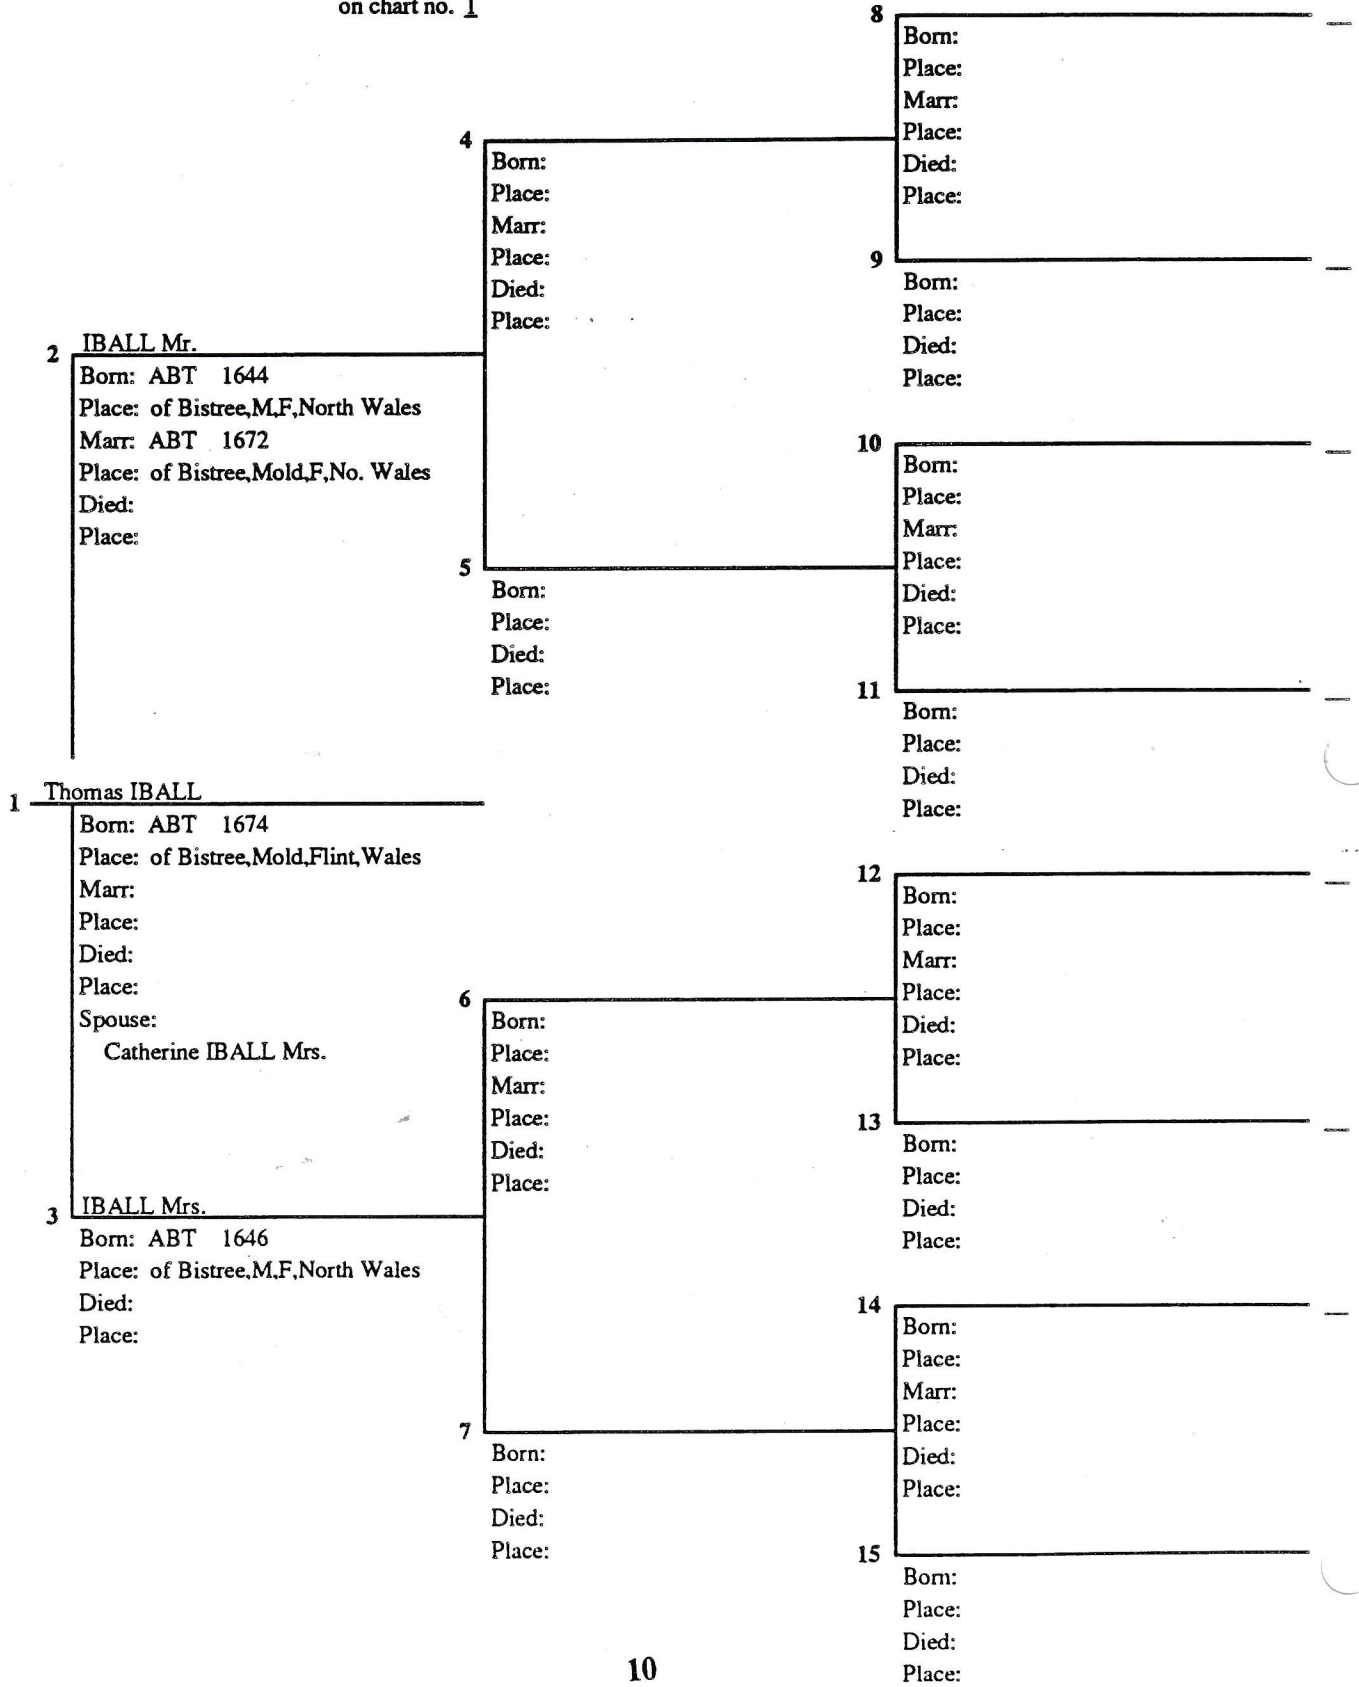 on chart no. 1
8
Born:
Place:
Marr:
Place:
Died:
Place:
4
Born:
Place:
Marr:
Place:
Died:
Place:
9
Born:
Place:
Died:
Place:
2 IBALL Mr.
Born: ABT 1644
Place: of Bistree,M,F,North Wales
Marr: ABT 1672
Place: of Bistree,Mold,F,No. Wales
Died:
Place:
10
Born:
Place:
Marr:
Place:
Died:
Place:
5
Born:
Place:
Died:
Place:
11
Born:
Place:
Died:
Place:
1 Thomas IBALL
Born: ABT 1674
Place: of Bistree,Mold,Flint,Wales
Marr:
Place:
Died:
Place:
Spouse:
Catherine IBALL Mrs.
12
Born:
Place:
Marr:
Place:
Died:
Place:
6
Born:
Place:
Marr:
Place:
Died:
Place:
13
Born:
Place:
Died:
Place:
3 IBALL Mrs.
Born: ABT 1646
Place: of Bistree,M,F,North Wales
Died:
Place:
14
Born:
Place:
Marr:
Place:
Died:
Place:
7
Born:
Place:
Died:
Place:
15
Born:
Place:
Died:
Place:
10